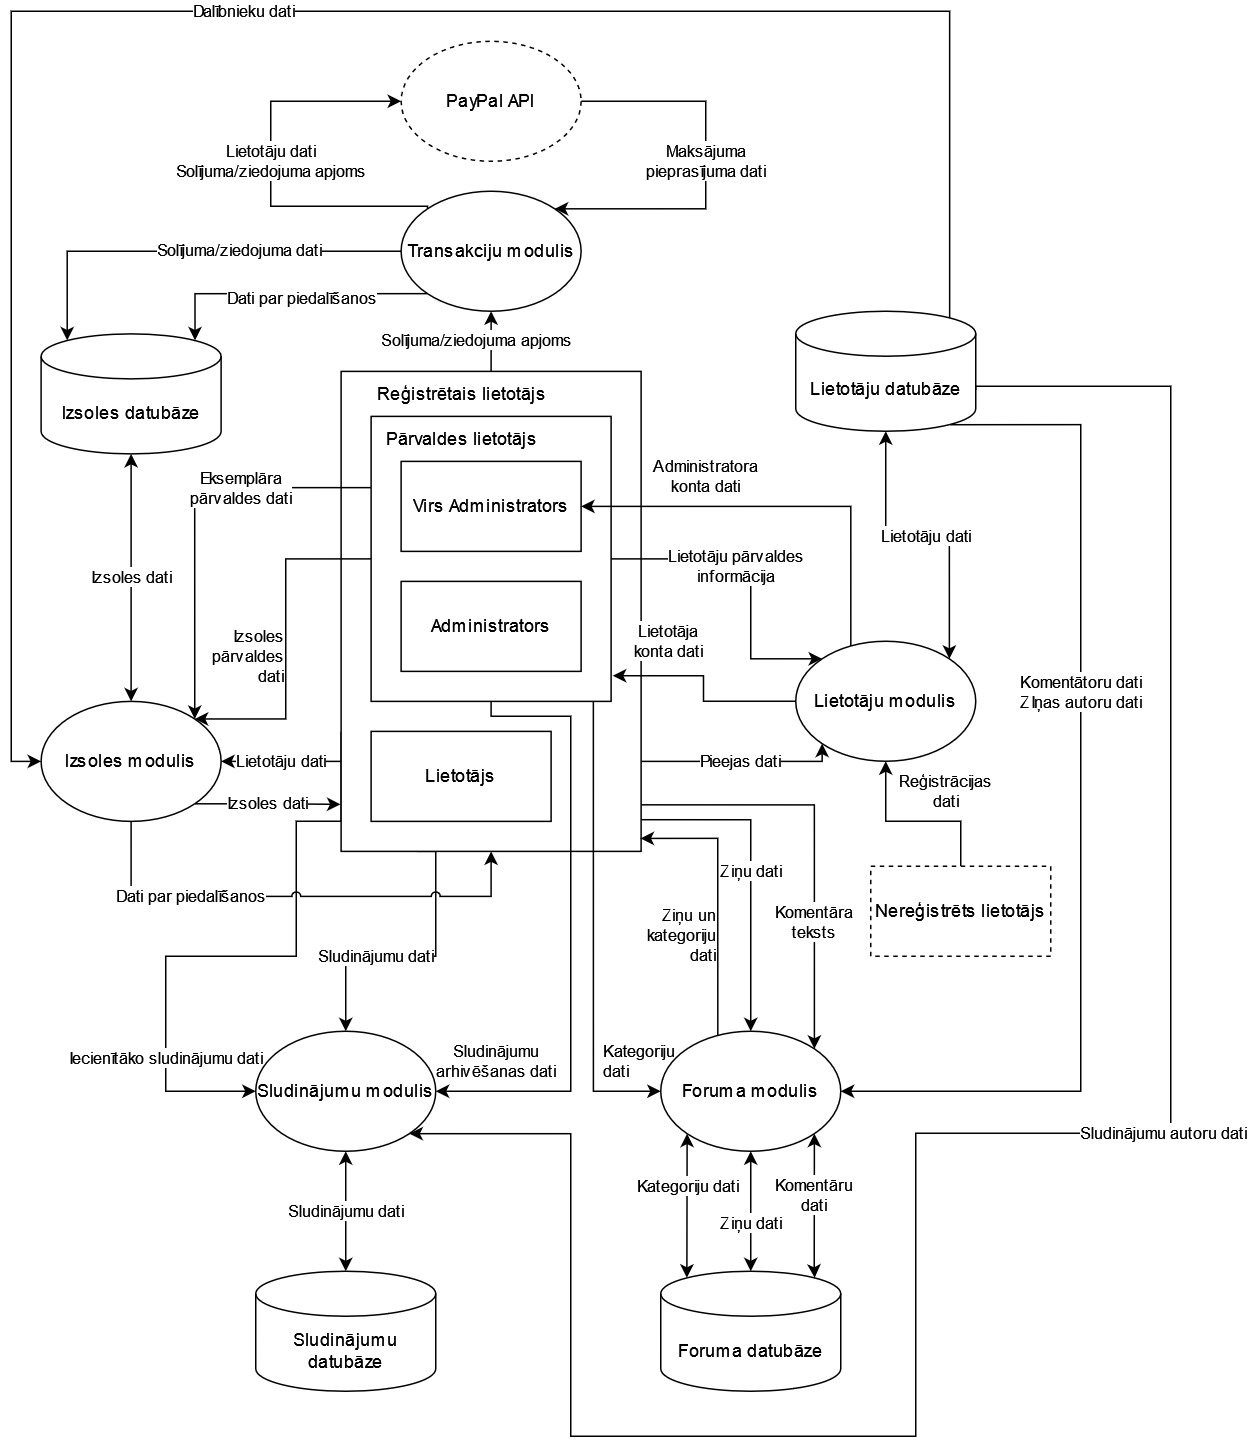 Dalībnieku dati
PayPal API
Lietotāju dati
Solījuma/ziedojuma apjoms
Maksājuma
pieprasījuma dati
Solījuma/ziedojuma dati
Transakciju modulis
Dati par piedalīšanos
Solījuma/ziedojuma apjoms
Izsoles datubāze
Reģistrētais lietotājs
Lietotāju datubāze
Pārvaldes lietotājs
Eksemplāra
pārvaldes dati
Virs Administrators
Administratora
konta dati
Lietotāju dati
Izsoles dati
Lietotāju pārvaldes
informācija
Administrators
Izsoles
pārvaldes
dati
Lietotāja
konta dati
Komentātoru dati
ZIņas autoru dati
Lietotāju modulis
Izsoles modulis
Lietotāju dati
Lietotājs
Pieejas dati
Izsoles dati
Reģistrācijas
dati
Ziņu dati
Dati par piedalīšanos
Ziņu un
kategoriju
dati
Komentāra
teksts
Nereģistrēts lietotājs
Sludinājumu dati
Iecienītāko sludinājumu dati
Sludinājumu
arhivēšanas dati
Kategoriju
dati
Sludinājumu modulis
Foruma modulis
Sludinājumu autoru dati
Kategoriju dati
Komentāru
dati
Sludinājumu dati
Ziņu dati
Sludinājumu
datubāze
Foruma datubāze